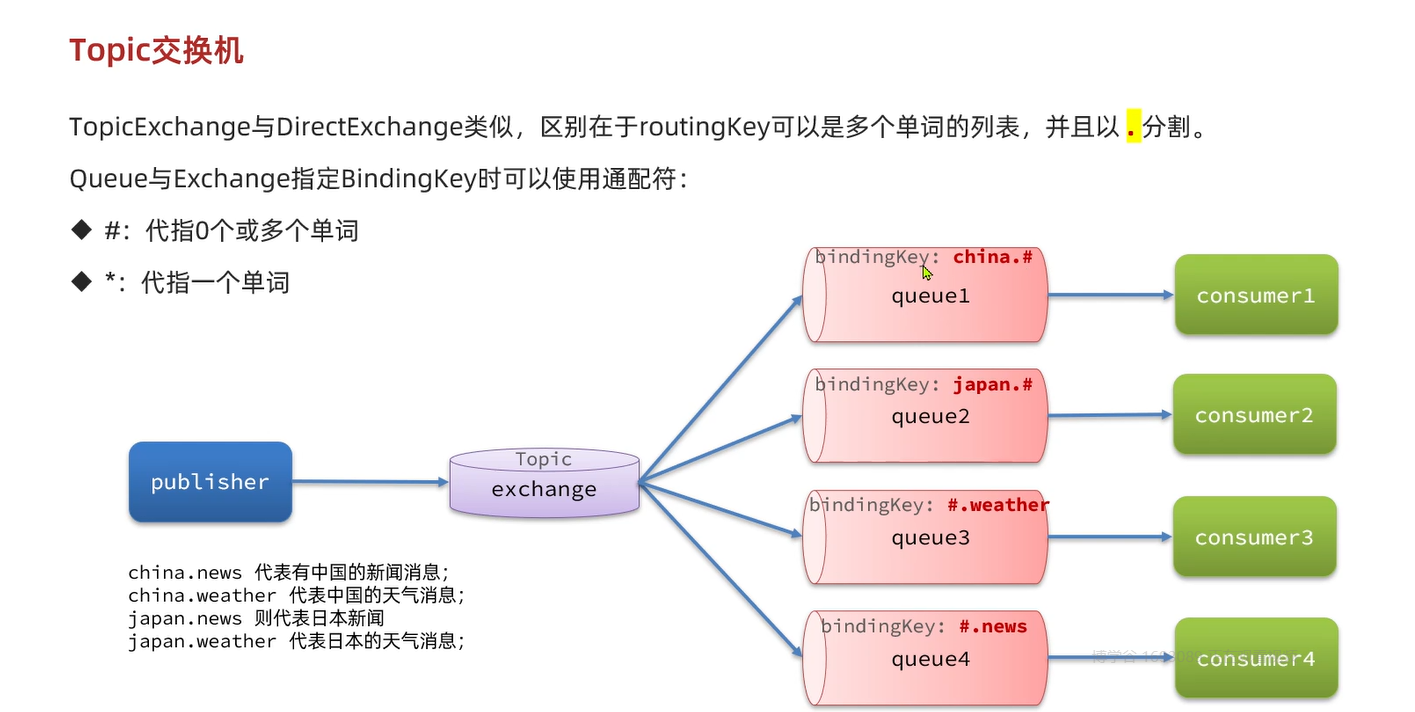 Topic交换机
TopicExchange与DirectExchange类似，区别在于routingKey可以是多个单词的列表，并且以 . 分割。
Queue与Exchange指定BindingKey时可以使用通配符：
◆ #：代指0个或多个单词
◆ *：代指一个单词
bindingKey: china.#
queue1
consumer1
bindingKey: japan.#
queue2
consumer2
publisher
Topic
exchange
bindingKey: #.weather
queue3
consumer3
china.news 代表有中国的新闻消息；
china.weather 代表中国的天气消息；
japan.news 则代表日本新闻
japan.weather 代表日本的天气消息；
bindingKey: #.news
queue4
consumer4
博学谷